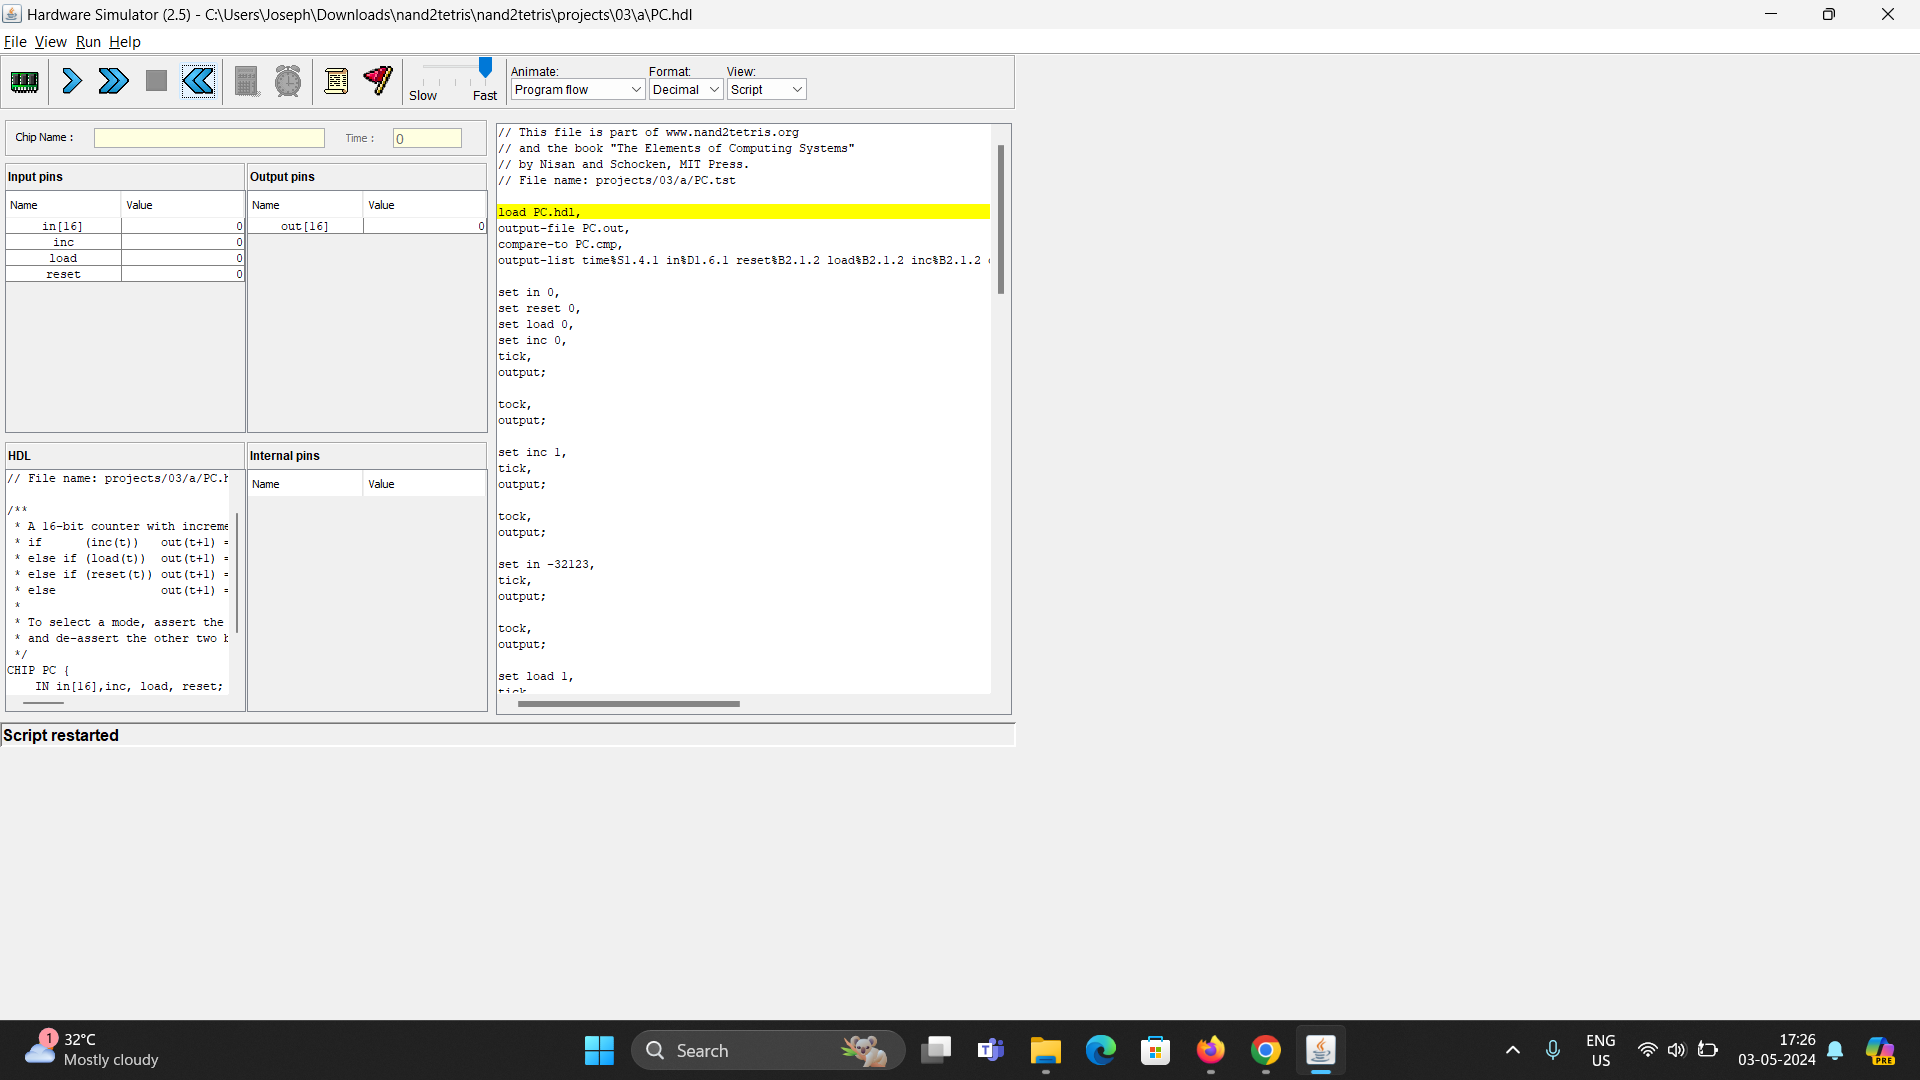 Hardware Simulator (2.5) - C:\Users\Joseph\Downloads\nand2tetris\nand2tetris\projects\03\a\PC.hdl
File View Run Help
Slow Fast
Animate: Format: View:
Program flow Decimal Script
Chip Name : Time : 0
Input pins
Name Value
in[16] 0
inc 0
load 0
reset 0
Output pins
Name Value
out[16] 0
HDL
// File name: projects/03/a/PC.h
/**
* A 16-bit counter with increme
* if (inc(t)) out(t+1) =
* else if (load(t)) out(t+1) =
* else if (reset(t)) out(t+1) =
* else out(t+1) =
*
* To select a mode, assert the
* and de-assert the other two b
*/
CHIP PC {
IN in[16],inc, load, reset;
Internal pins
Name Value
// This file is part of www.nand2tetris.org
// and the book "The Elements of Computing Systems"
// by Nisan and Schocken, MIT Press.
// File name: projects/03/a/PC.tst
load PC.hdl,
output-file PC.out,
compare-to PC.cmp,
output-list time%S1.4.1 in%D1.6.1 reset%B2.1.2 load%B2.1.2 inc%B2.1.2
set in 0,
set reset 0,
set load 0,
set inc 0,
tick,
output;
tock,
output;
set inc 1,
tick,
output;
tock,
output;
set in -32123,
tick,
output;
tock,
output;
set load 1,
tick
Script restarted
1
32°C
Mostly cloudy
Search
ENG
US
17:26
03-05-2024
PRE